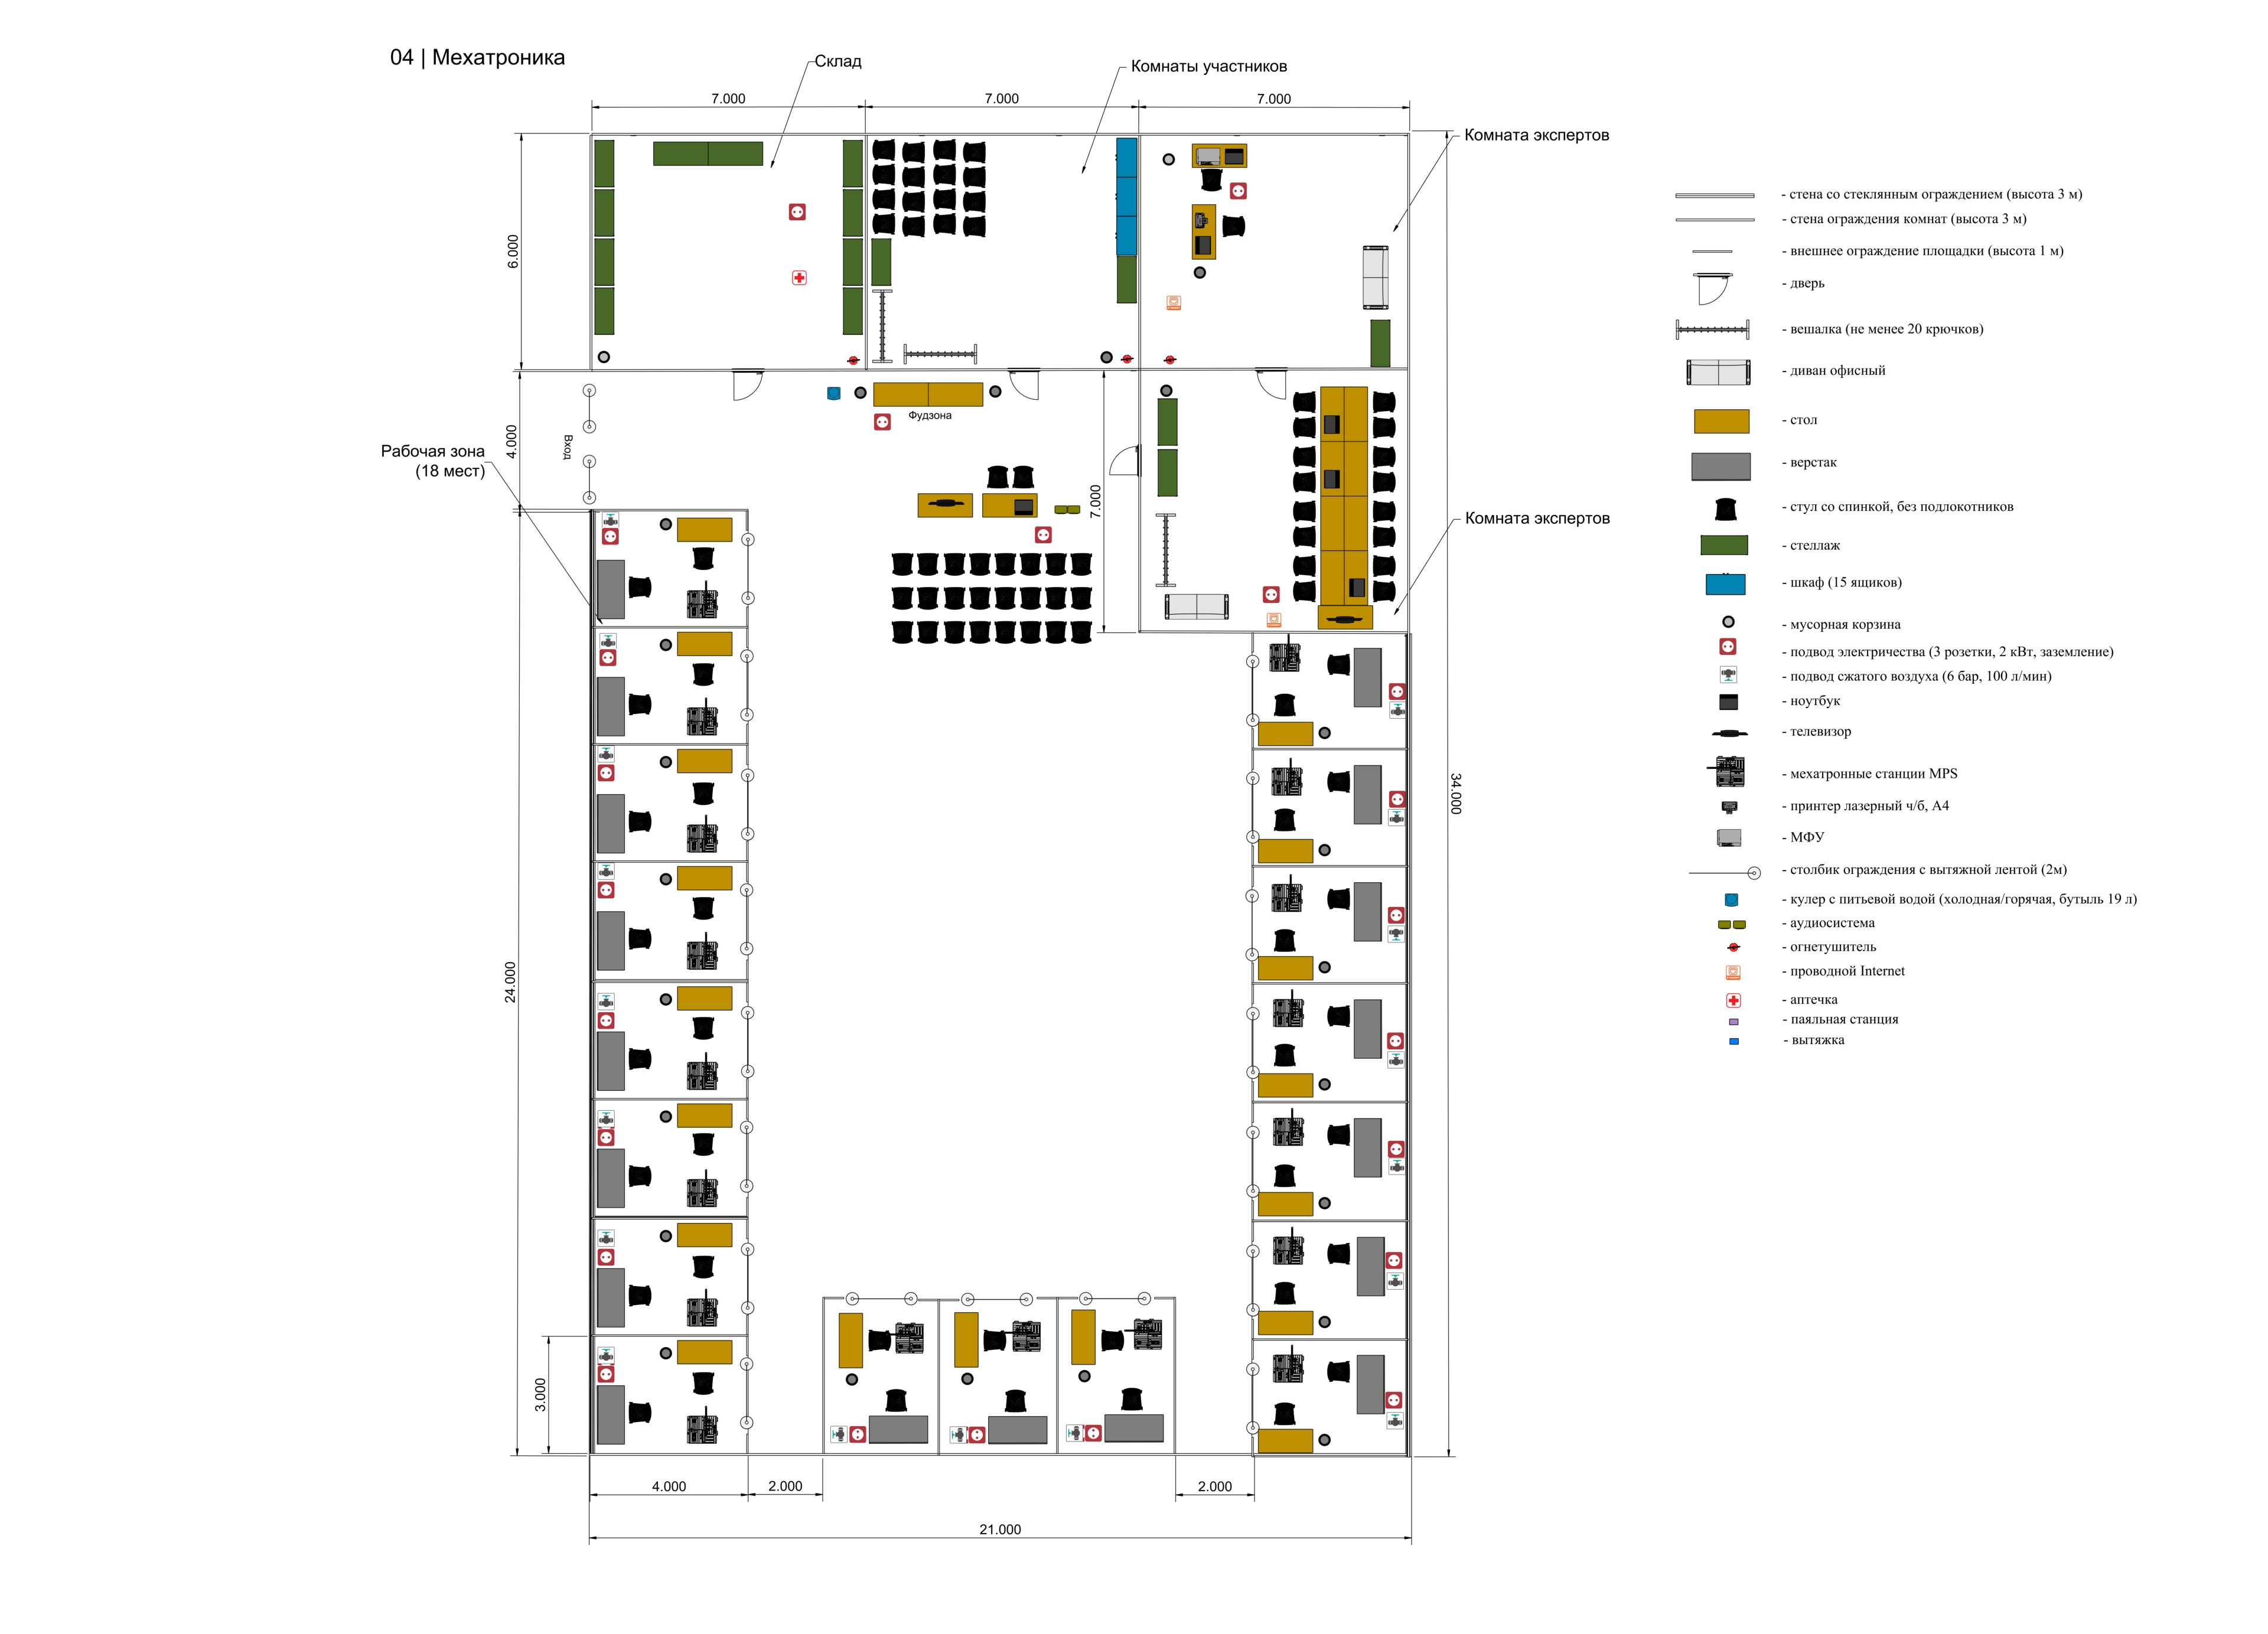 04 | Мехатроника
Склад
Комнаты участников
7.000
7.000
7.000
Комната экспертов
6.000
4.000
Вход
Фудзона
Рабочая зона
(18 мест)
7.000
Комната экспертов
34.000
24.000
3.000
4.000
2.000
2.000
21.000
- стена со стеклянным ограждением (высота 3 м)
- стена ограждения комнат (высота 3 м)
- внешнее ограждение площадки (высота 1 м)
- дверь
- вешалка (не менее 20 крючков)
- диван офисный
- стол
- верстак
- стул со спинкой, без подлокотников
- стеллаж
- шкаф (15 ящиков)
- мусорная корзина
- подвод электричества (3 розетки, 2 кВт, заземление)
- подвод сжатого воздуха (6 бар, 100 л/мин)
- ноутбук
- телевизор
- мехатронные станции MPS
- принтер лазерный ч/б, А4
- МФУ
- столбик ограждения с вытяжной лентой (2м)
- кулер с питьевой водой (холодная/горячая, бутыль 19 л)
- аудиосистема
- огнетушитель
- проводной Internet
- аптечка
- паяльная станция
- вытяжка